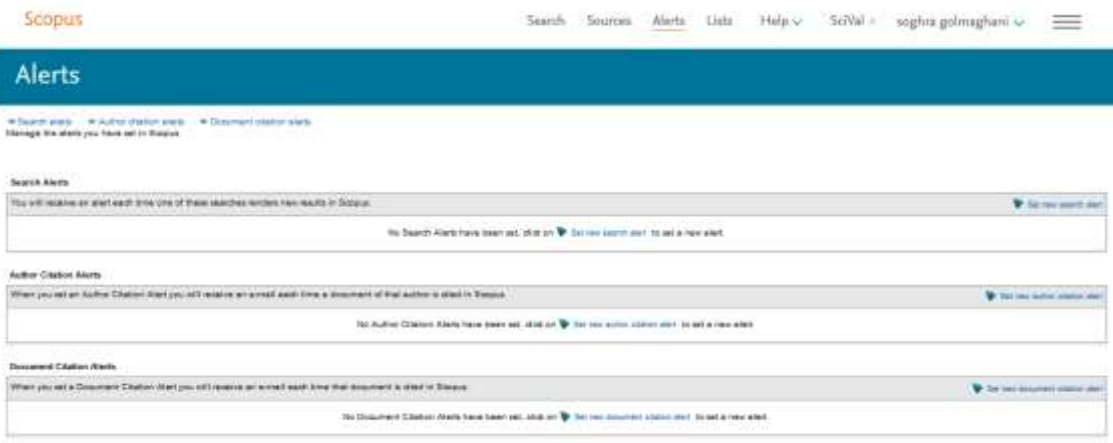 Scopus
Search Sources Alerts Lists Help SciVal soghra golmaghani
Alerts
Search alerts Author citation alerts Document citation alerts
Manage the alerts you have set in Scopus
Search Alerts
You will receive an alert each time one of these searches renders new results in Scopus. Set new search alert
No Search Alerts have been set, click on Set new search alert to set a new alert.
Author Citation Alerts
When you set an Author Citation Alert you will receive an e-mail each time a document of that author is cited in Scopus. Set new author citation alert
No Author Citation Alerts have been set, click on Set new author citation alert to set a new alert.
Document Citation Alerts
When you set a Document Citation Alert you will receive an e-mail each time that document is cited in Scopus. Set new document citation alert
No Document Citation Alerts have been set, click on Set new document citation alert to set a new alert.